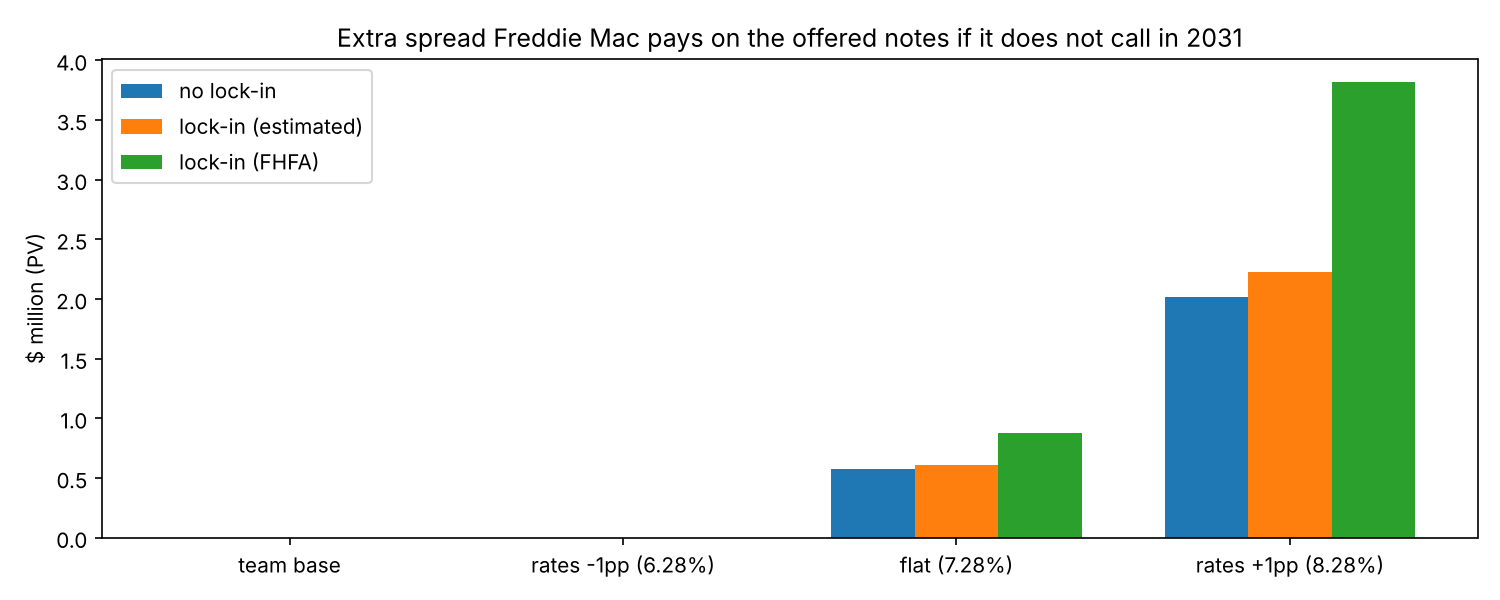 Extra spread Freddie Mac pays on the offered notes if it does not call in 2031
no lock-in
lock-in (estimated)
lock-in (FHFA)
$ million (PV)
4.0
3.5
3.0
2.5
2.0
1.5
1.0
0.5
0.0
team base
rates -1pp (6.28%)
flat (7.28%)
rates +1pp (8.28%)